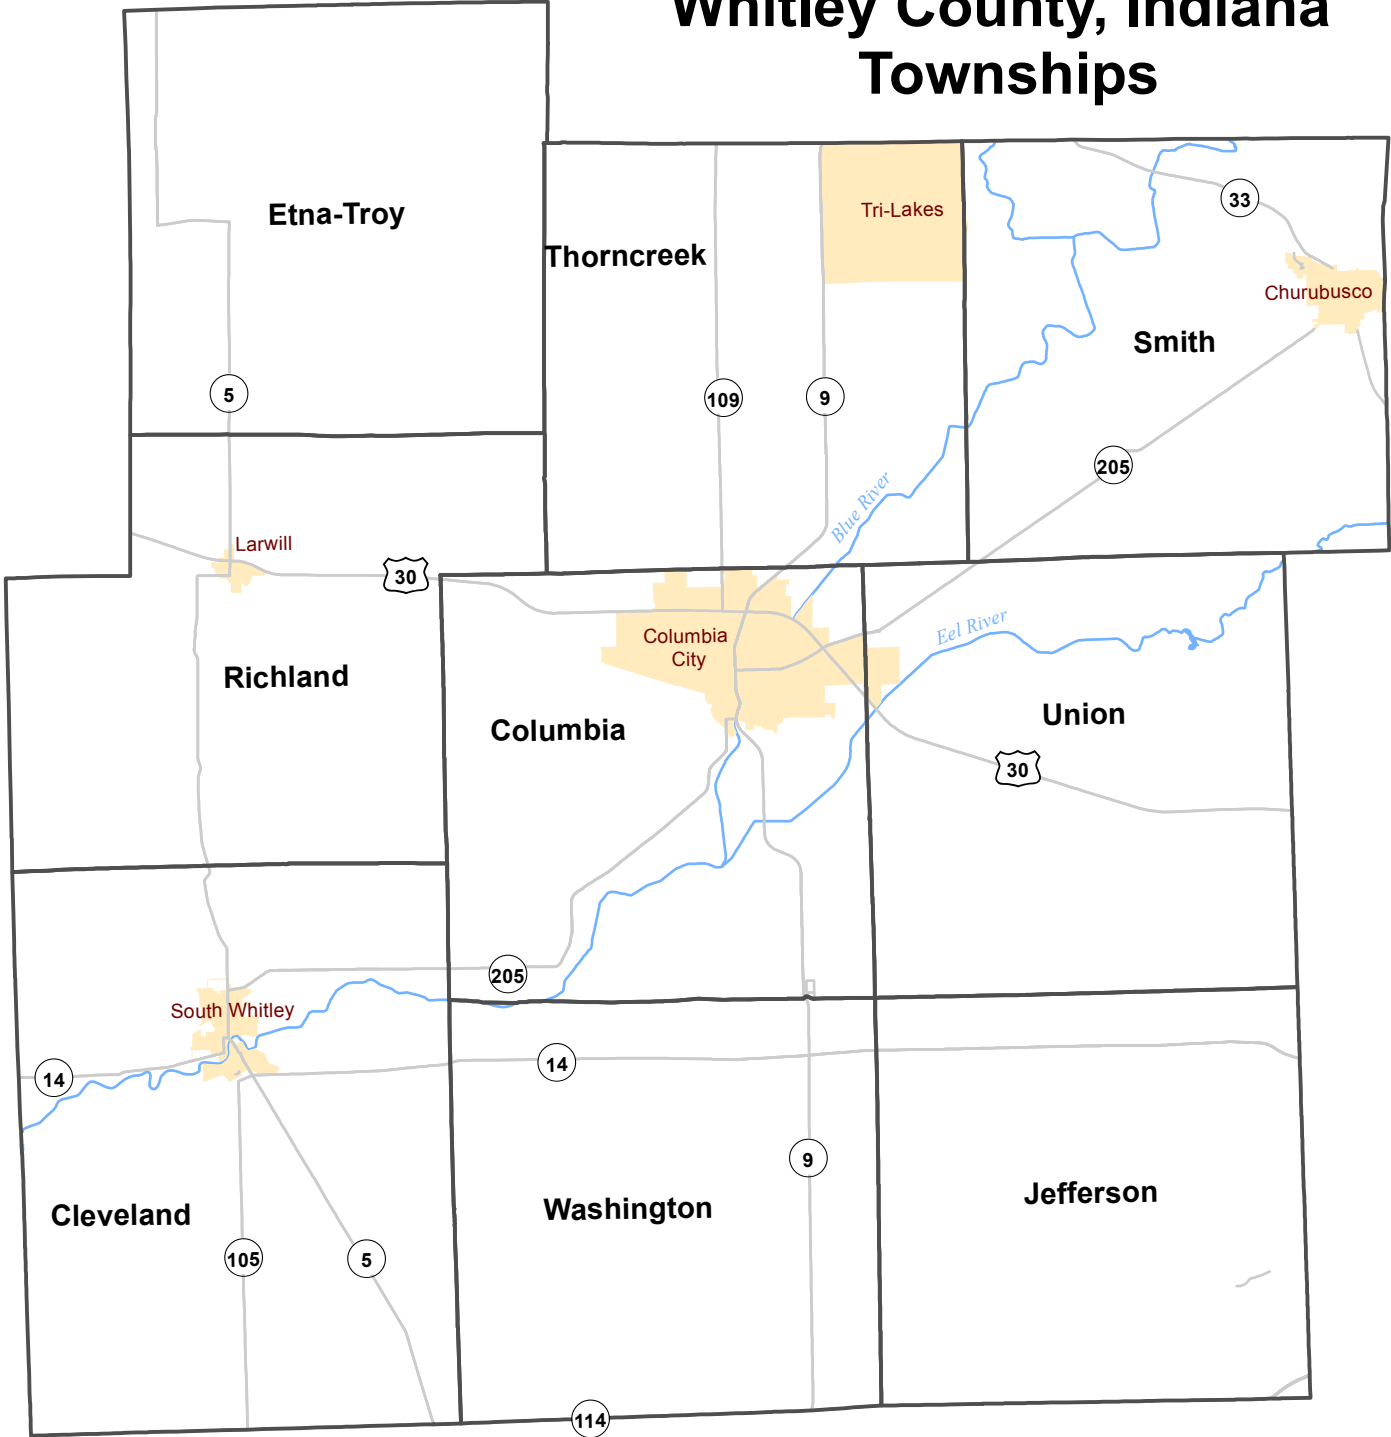 Whitley County, Indiana
Townships
Etna-Troy
Tri-Lakes
33
Thorncreek
Churubusco
Smith
5
109
9
205
Blue River
Larwill
30
Columbia
City
Eel River
Richland
Columbia
Union
30
205
South Whitley
14
14
9
Cleveland
Washington
Jefferson
105
5
114